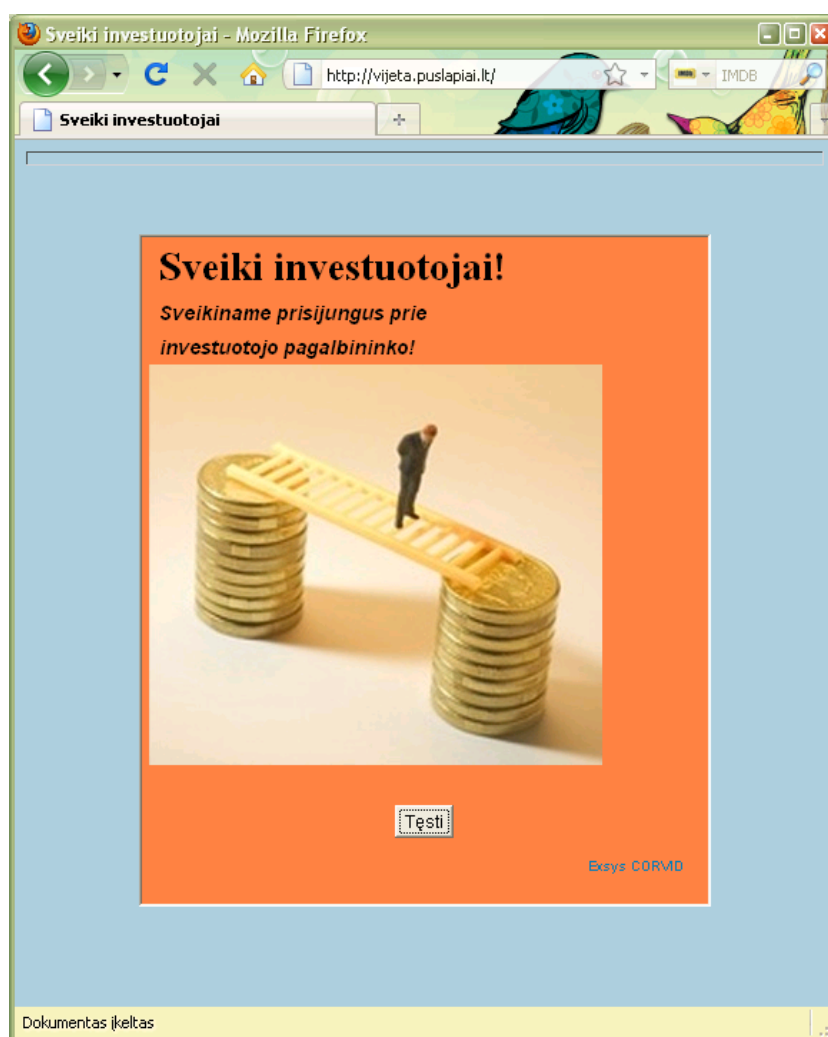 Sveiki investuotojai - Mozilla Firefox
http://vijeta.puslapiai.lt/
IMDB
Sveiki investuotojai
Sveiki investuotojai!
Sveikiname prisijungus prie
investuotojo pagalbininko!
Tęsti
Exsys CORVID
Dokumentas įkeltas